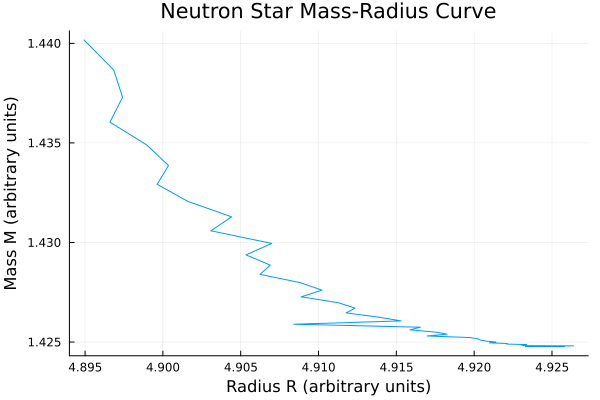 Neutron Star Mass-Radius Curve
Mass M (arbitrary units)
1.440
1.435
1.430
1.425
4.895 4.900 4.905 4.910 4.915 4.920 4.925
Radius R (arbitrary units)